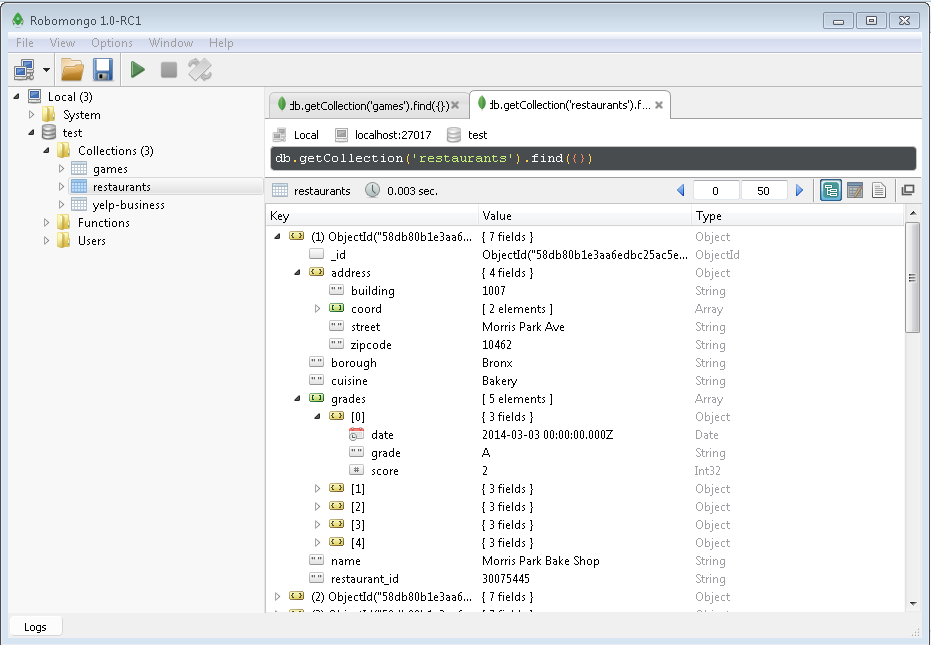 Robomongo 1.0-RC1
File View Options Window Help
Local (3)
System
test
Collections (3)
games
restaurants
yelp-business
Functions
Users
db.getCollection('games').find({})
db.getCollection('restaurants').f...
Local localhost:27017 test
db.getCollection('restaurants').find({})
restaurants 0.003 sec. 0 50
Key Value Type
(1) ObjectId("58db80b1e3aa6... { 7 fields } Object
_id ObjectId("58db80b1e3aa6edbc25ac5e... ObjectId
address { 4 fields } Object
building 1007 String
coord [ 2 elements ] Array
street Morris Park Ave String
zipcode 10462 String
borough Bronx String
cuisine Bakery String
grades [ 5 elements ] Array
[0] { 3 fields } Object
date 2014-03-03 00:00:00.000Z Date
grade A String
score 2 Int32
[1] { 3 fields } Object
[2] { 3 fields } Object
[3] { 3 fields } Object
[4] { 3 fields } Object
name Morris Park Bake Shop String
restaurant_id 30075445 String
(2) ObjectId("58db80b1e3aa6... { 7 fields } Object
Logs